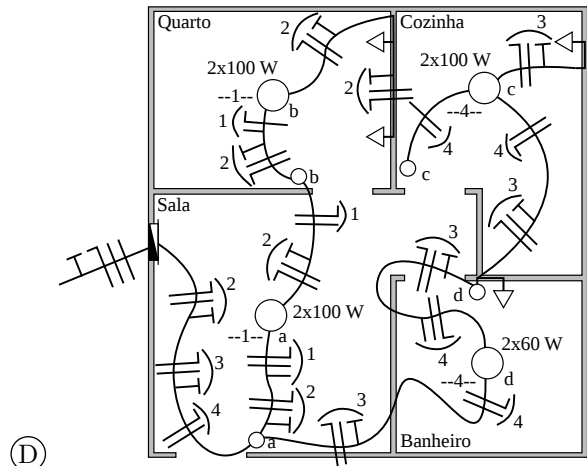 Quarto
Cozinha
2
3
2x100 W
2x100 W
2
--1--
b
c
--4--
1
4
4
2
b
c
Sala
1
3
2
3
d
2
2x100 W
--1--
a
2x60 W
4
1
3
--4--
d
2
4
3
4
a
Banheiro
D